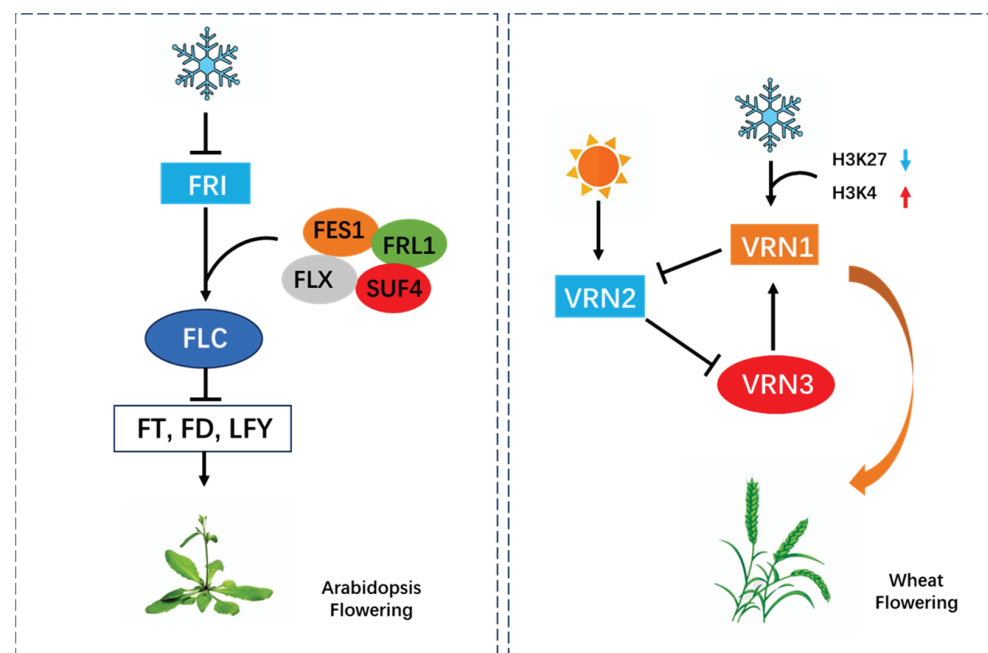 FRI
FES1
FRL1
FLX
SUF4
FLC
FT, FD, LFY
Arabidopsis
Flowering
H3K27
H3K4
VRN1
VRN2
VRN3
Wheat
Flowering